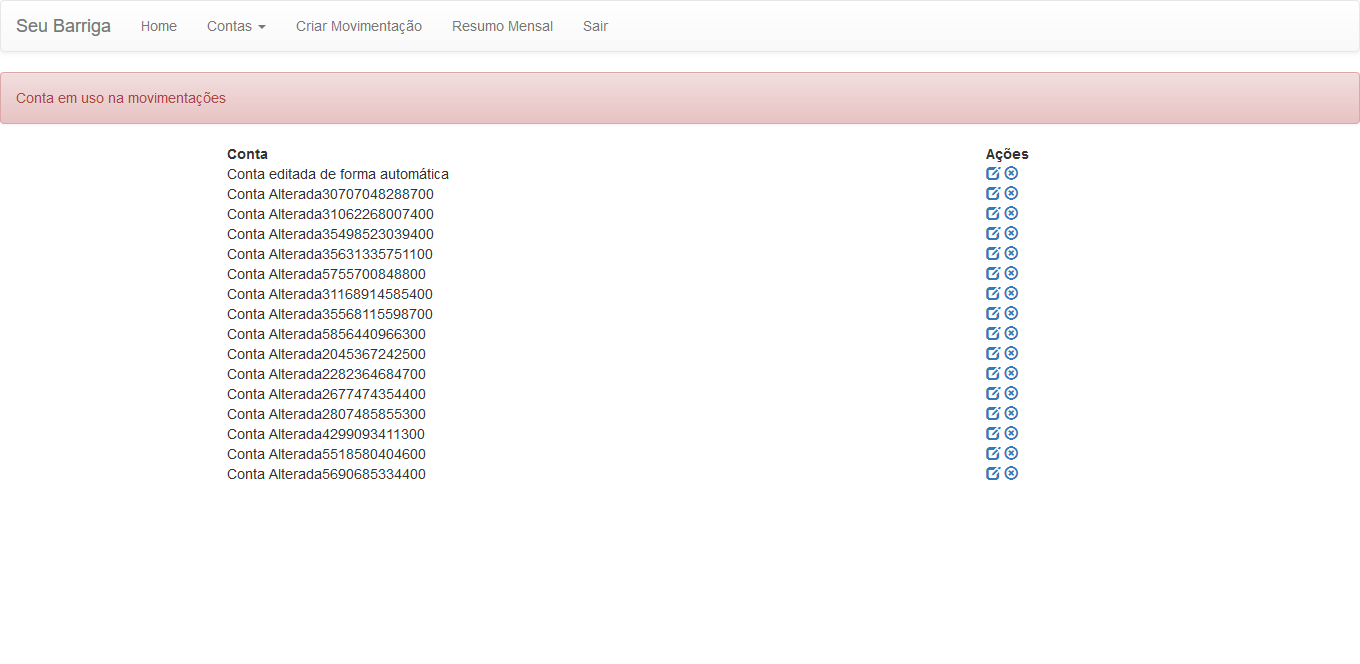 Seu Barriga Home Contas Criar Movimentação Resumo Mensal Sair
Conta em uso na movimentações
Conta Ações
Conta editada de forma automática
Conta Alterada30707048288700
Conta Alterada31062268007400
Conta Alterada35498523039400
Conta Alterada35631335751100
Conta Alterada5755700848800
Conta Alterada31168914585400
Conta Alterada35568115598700
Conta Alterada5856440966300
Conta Alterada2045367242500
Conta Alterada2282364684700
Conta Alterada2677474354400
Conta Alterada2807485855300
Conta Alterada4299093411300
Conta Alterada5518580404600
Conta Alterada5690685334400